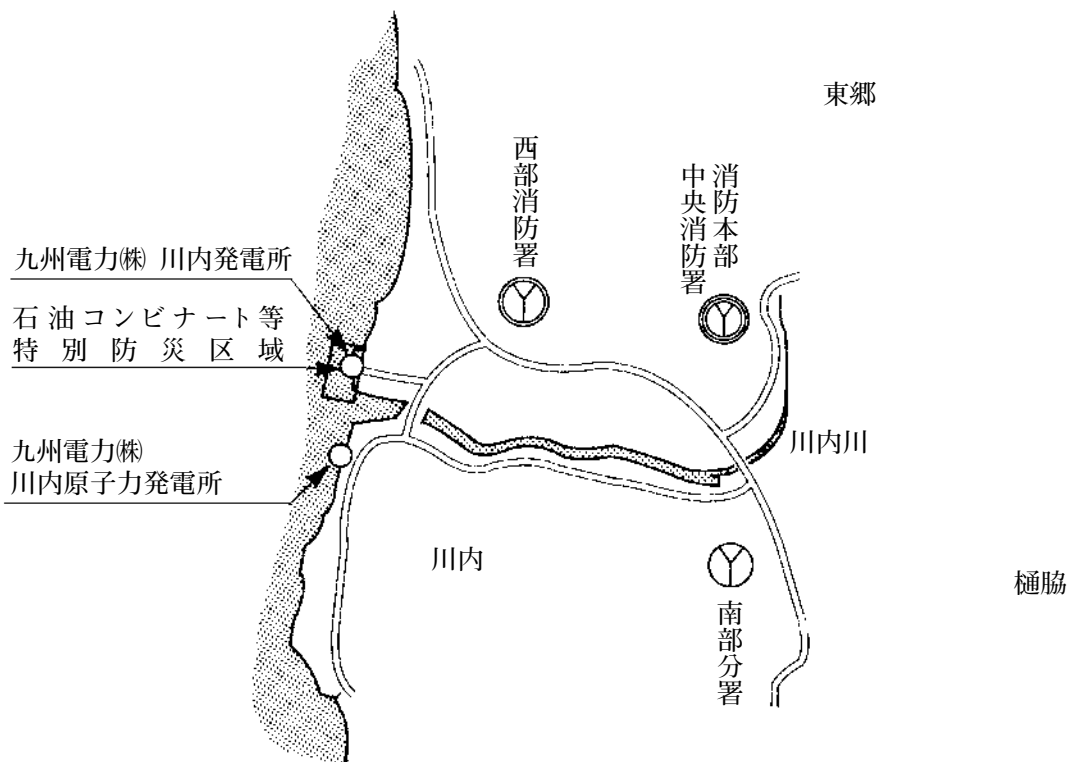 東郷
西部消防署
消防本部
中央消防署
九州電力㈱ 川内発電所
石油コンビナート等
特別防災区域
九州電力㈱
川内原子力発電所
川内川
川内
樋脇
南部分署